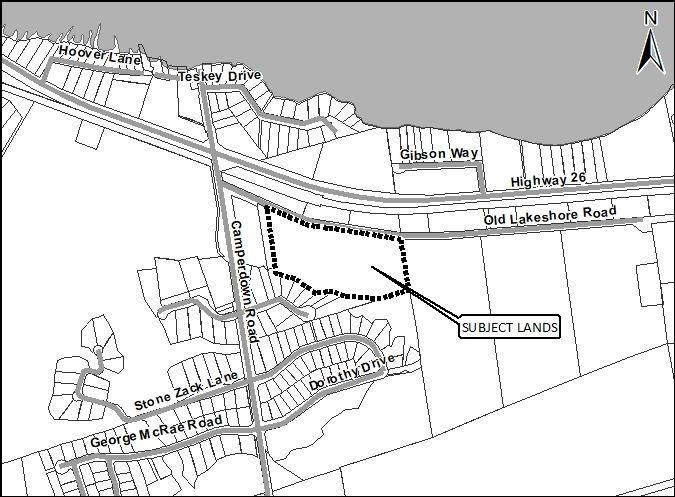 N
Hoover Lane
Teskey Drive
Gibson Way
Highway 26
Old Lakeshore Road
Camperdown Road
SUBJECT LANDS
Stone Zack Lane
Dorothy Drive
George McRae Road